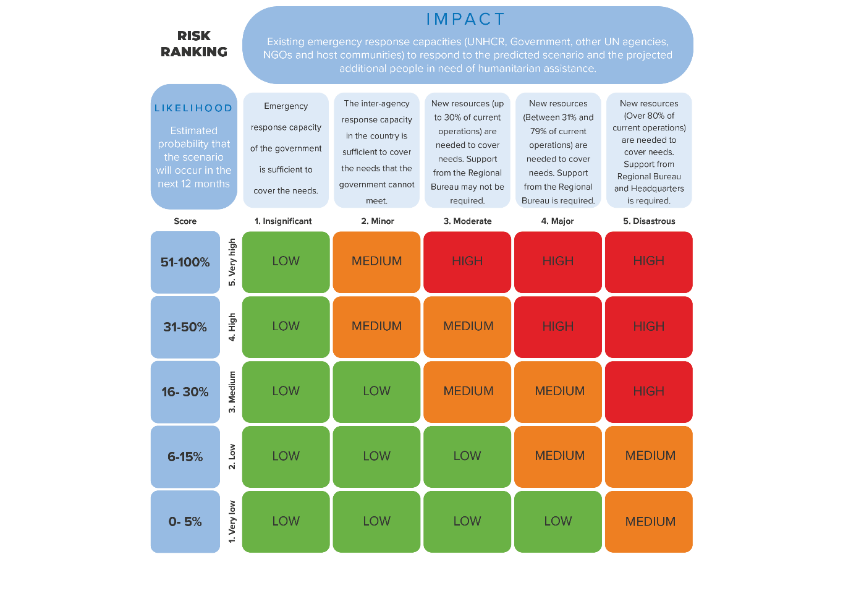 RISK
RANKING
IMPACT
Existing emergency response capacities (UNHCR, Government, other UN agencies,
NGOs and host communities) to respond to the predicted scenario and the projected
additional people in need of humanitarian assistance.
LIKELIHOOD
Estimated
probability that
the scenario
will occur in the
next 12 months
Emergency
response capacity
of the government
is sufficient to
cover the needs.
The inter-agency
response capacity
in the country is
sufficient to cover
the needs that the
government cannot
meet.
New resources (up
to 30% of current
operations) are
needed to cover
needs. Support
from the Regional
Bureau may not be
required.
New resources
(Between 31% and
79% of current
operations) are
needed to cover
needs. Support
from the Regional
Bureau is required.
New resources
(Over 80% of
current operations)
are needed to
cover needs.
Support from
Regional Bureau
and Headquarters
is required.
Score
1. Insignificant
2. Minor
3. Moderate
4. Major
5. Disastrous
51-100%
5. Very high
LOW
MEDIUM
HIGH
HIGH
HIGH
31-50%
4. High
LOW
MEDIUM
MEDIUM
HIGH
HIGH
16- 30%
3. Medium
LOW
LOW
MEDIUM
MEDIUM
HIGH
6-15%
2. Low
LOW
LOW
LOW
MEDIUM
MEDIUM
0- 5%
1. Very low
LOW
LOW
LOW
LOW
MEDIUM